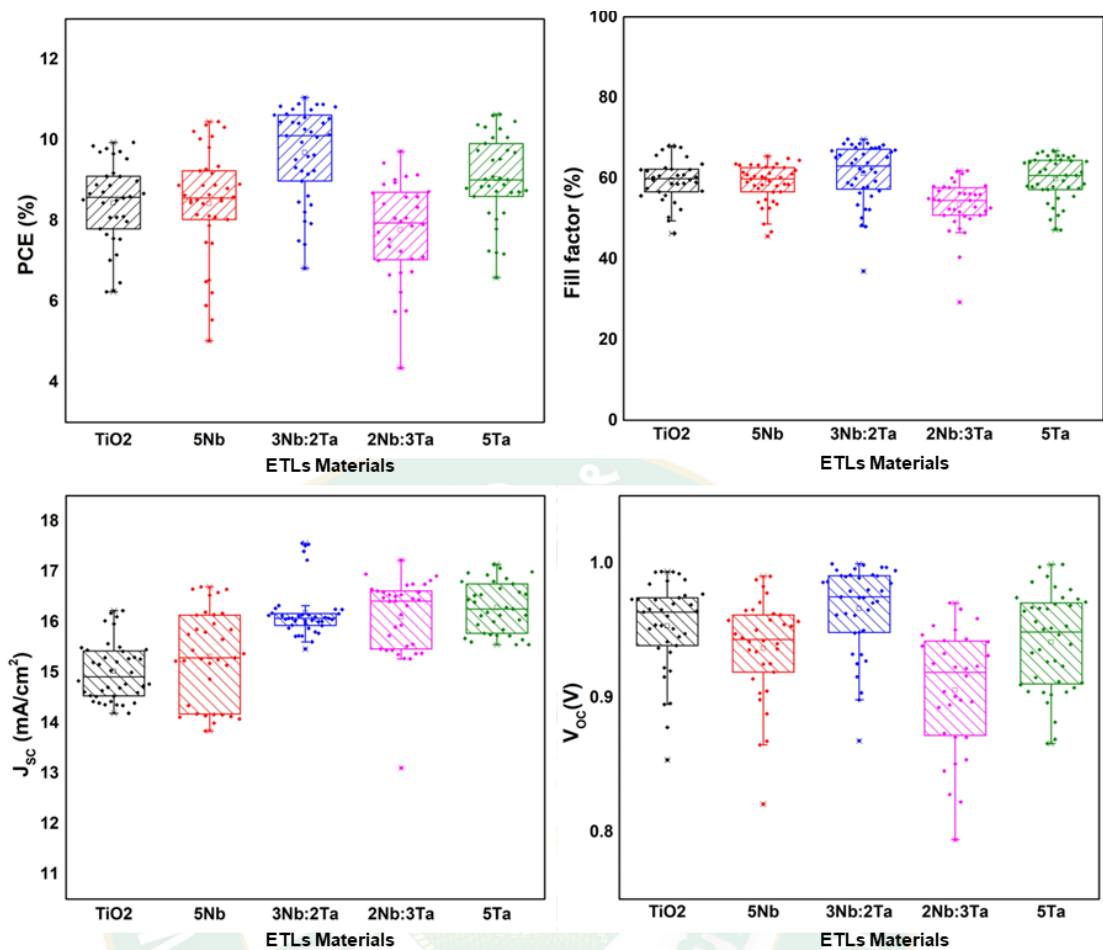 PCE (%)
12
10
8
6
4
TiO2 5Nb 3Nb:2Ta 2Nb:3Ta 5Ta
ETLs Materials
Fill factor (%)
100
80
60
40
20
0
TiO2 5Nb 3Nb:2Ta 2Nb:3Ta 5Ta
ETLs Materials
J_SC (mA/cm²)
18
17
16
15
14
13
12
11
TiO2 5Nb 3Nb:2Ta 2Nb:3Ta 5Ta
ETLs Materials
V_OC(V)
1.0
0.9
0.8
TiO2 5Nb 3Nb:2Ta 2Nb:3Ta 5Ta
ETLs Materials